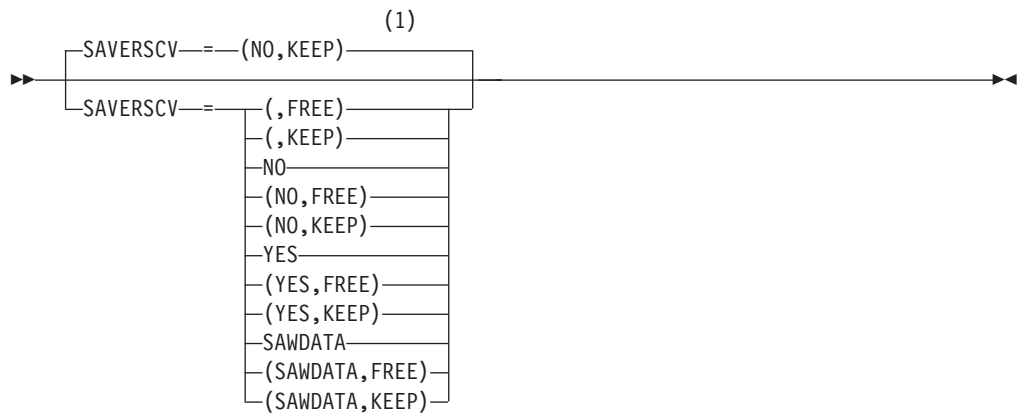 (1)
SAVERSCV = (NO,KEEP)
SAVERSCV = (,FREE)
(,KEEP)
NO
(NO,FREE)
(NO,KEEP)
YES
(YES,FREE)
(YES,KEEP)
SAWDATA
(SAWDATA,FREE)
(SAWDATA,KEEP)